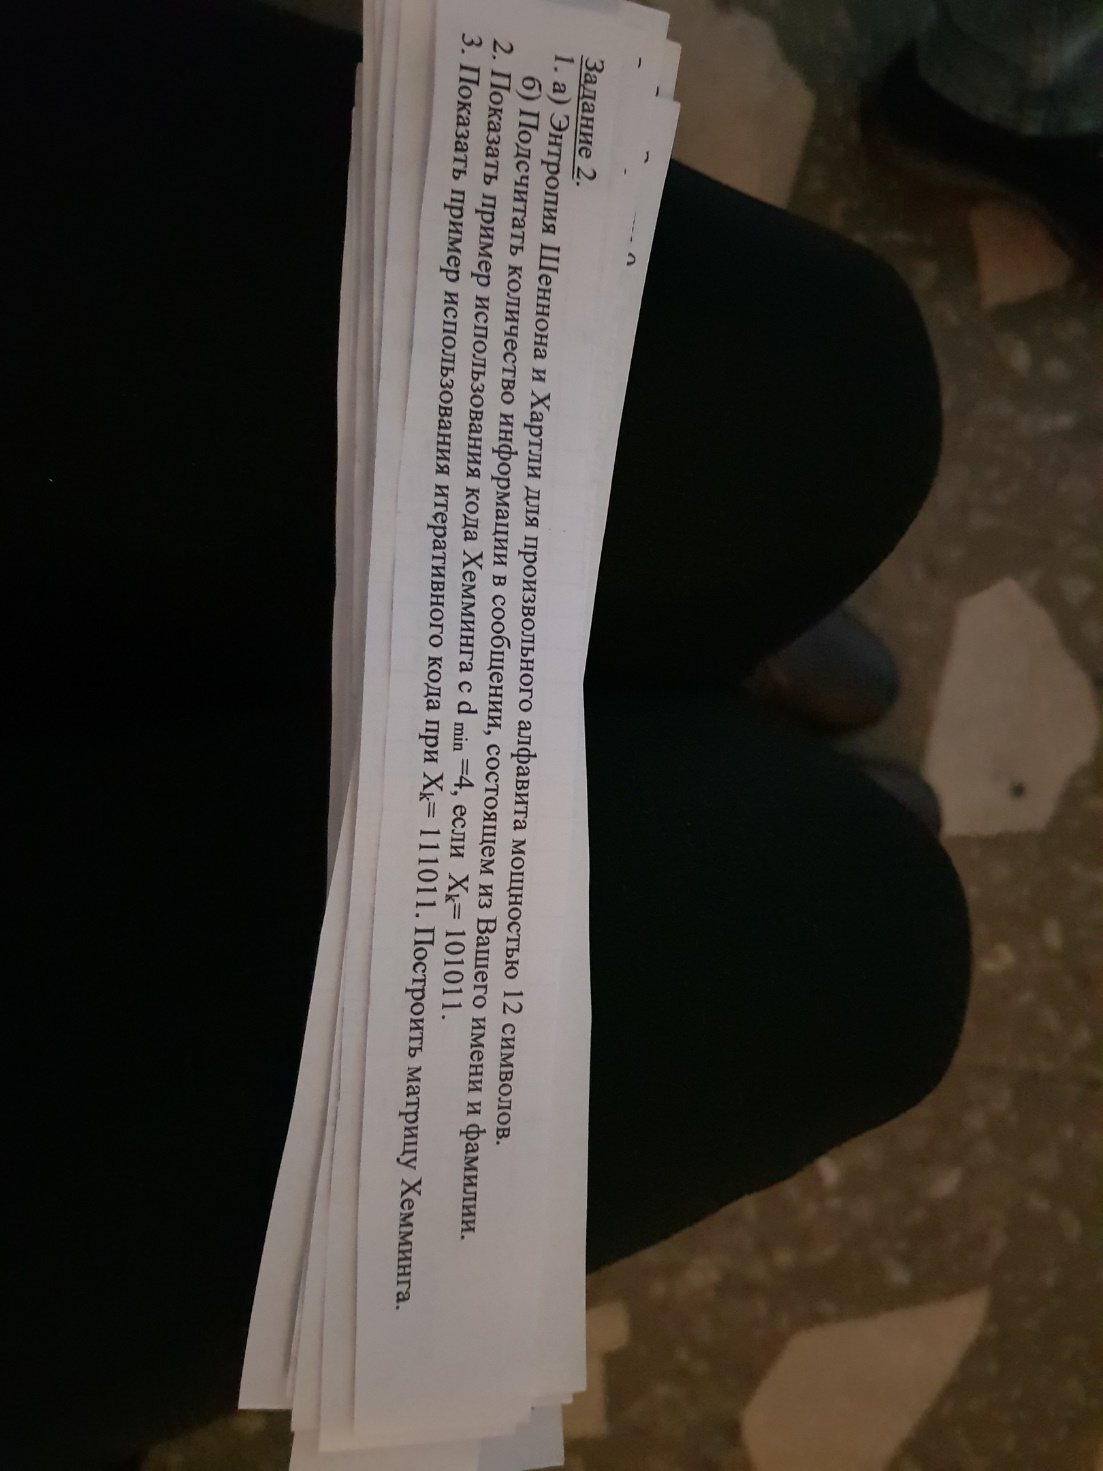 Задание 2.
1. а) Энтропия Шеннона и Хартли для произвольного алфавита мощностью 12 символов.
б) Подсчитать количество информации в сообщении, состоящем из Вашего имени и фамилии.
2. Показать пример использования кода Хемминга с d min =4, если Xk= 101011.
3. Показать пример использования итеративного кода при Xk= 111011. Построить матрицу Хемминга.